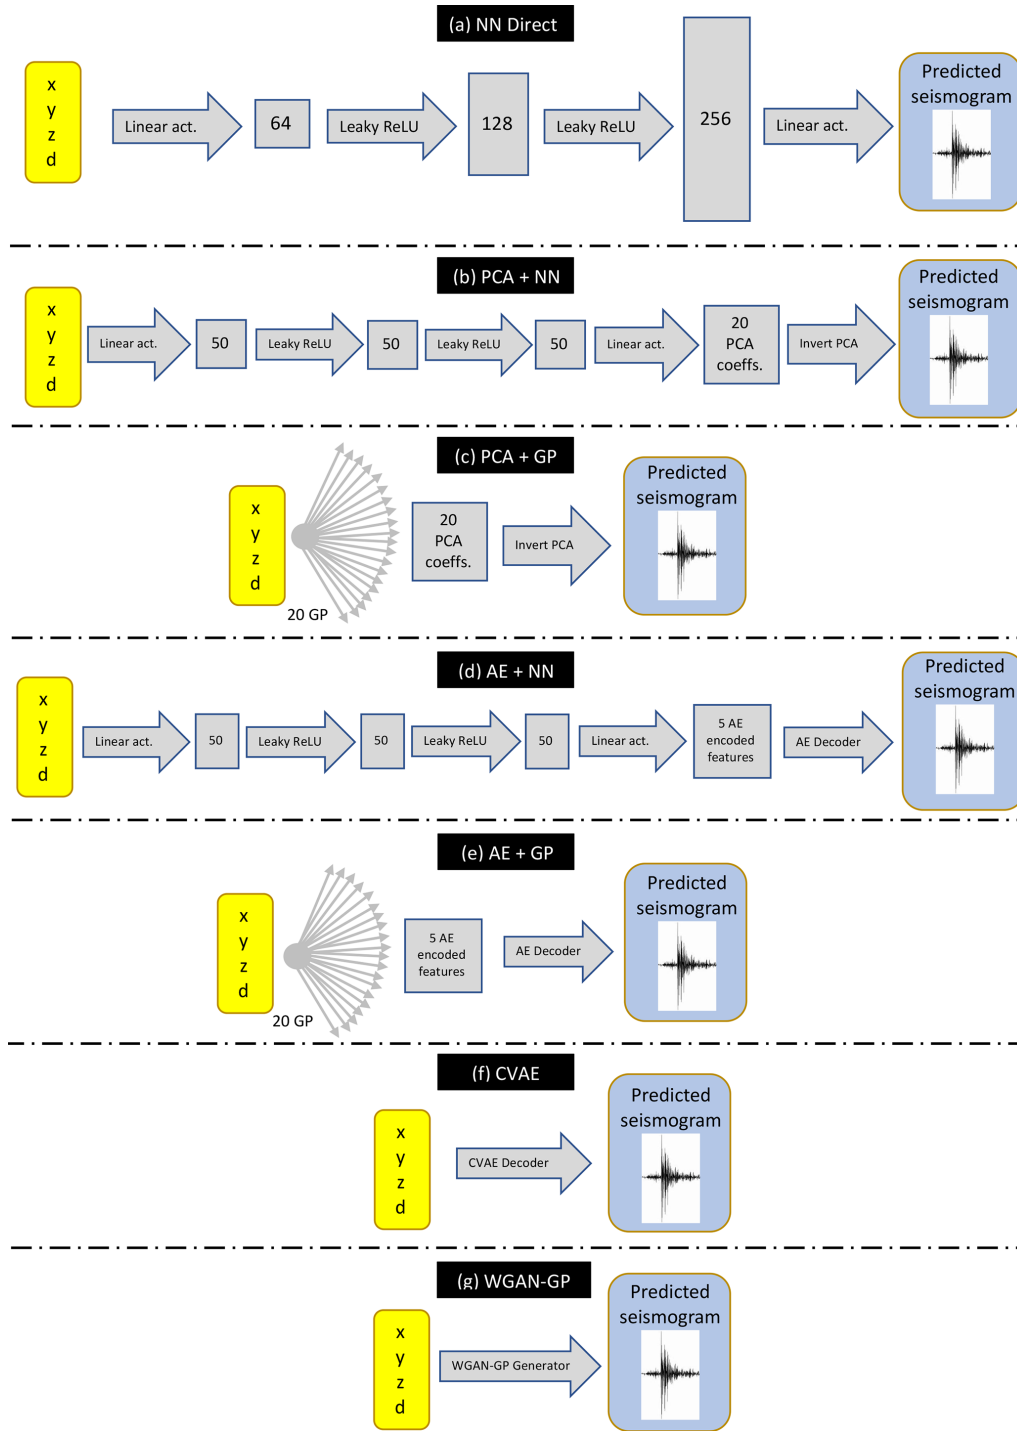 (a) NN Direct
x
y
z
d
Linear act.
64
Leaky ReLU
128
Leaky ReLU
256
Linear act.
Predicted
seismogram
(b) PCA + NN
x
y
z
d
Linear act.
50
Leaky ReLU
50
Leaky ReLU
50
Linear act.
20
PCA
coeffs.
Invert PCA
Predicted
seismogram
(c) PCA + GP
x
y
z
d
20 GP
20
PCA
coeffs.
Invert PCA
Predicted
seismogram
(d) AE + NN
x
y
z
d
Linear act.
50
Leaky ReLU
50
Leaky ReLU
50
Linear act.
5 AE
encoded
features
AE Decoder
Predicted
seismogram
(e) AE + GP
x
y
z
d
20 GP
5 AE
encoded
features
AE Decoder
Predicted
seismogram
(f) CVAE
x
y
z
d
CVAE Decoder
Predicted
seismogram
(g) WGAN-GP
x
y
z
d
WGAN-GP Generator
Predicted
seismogram